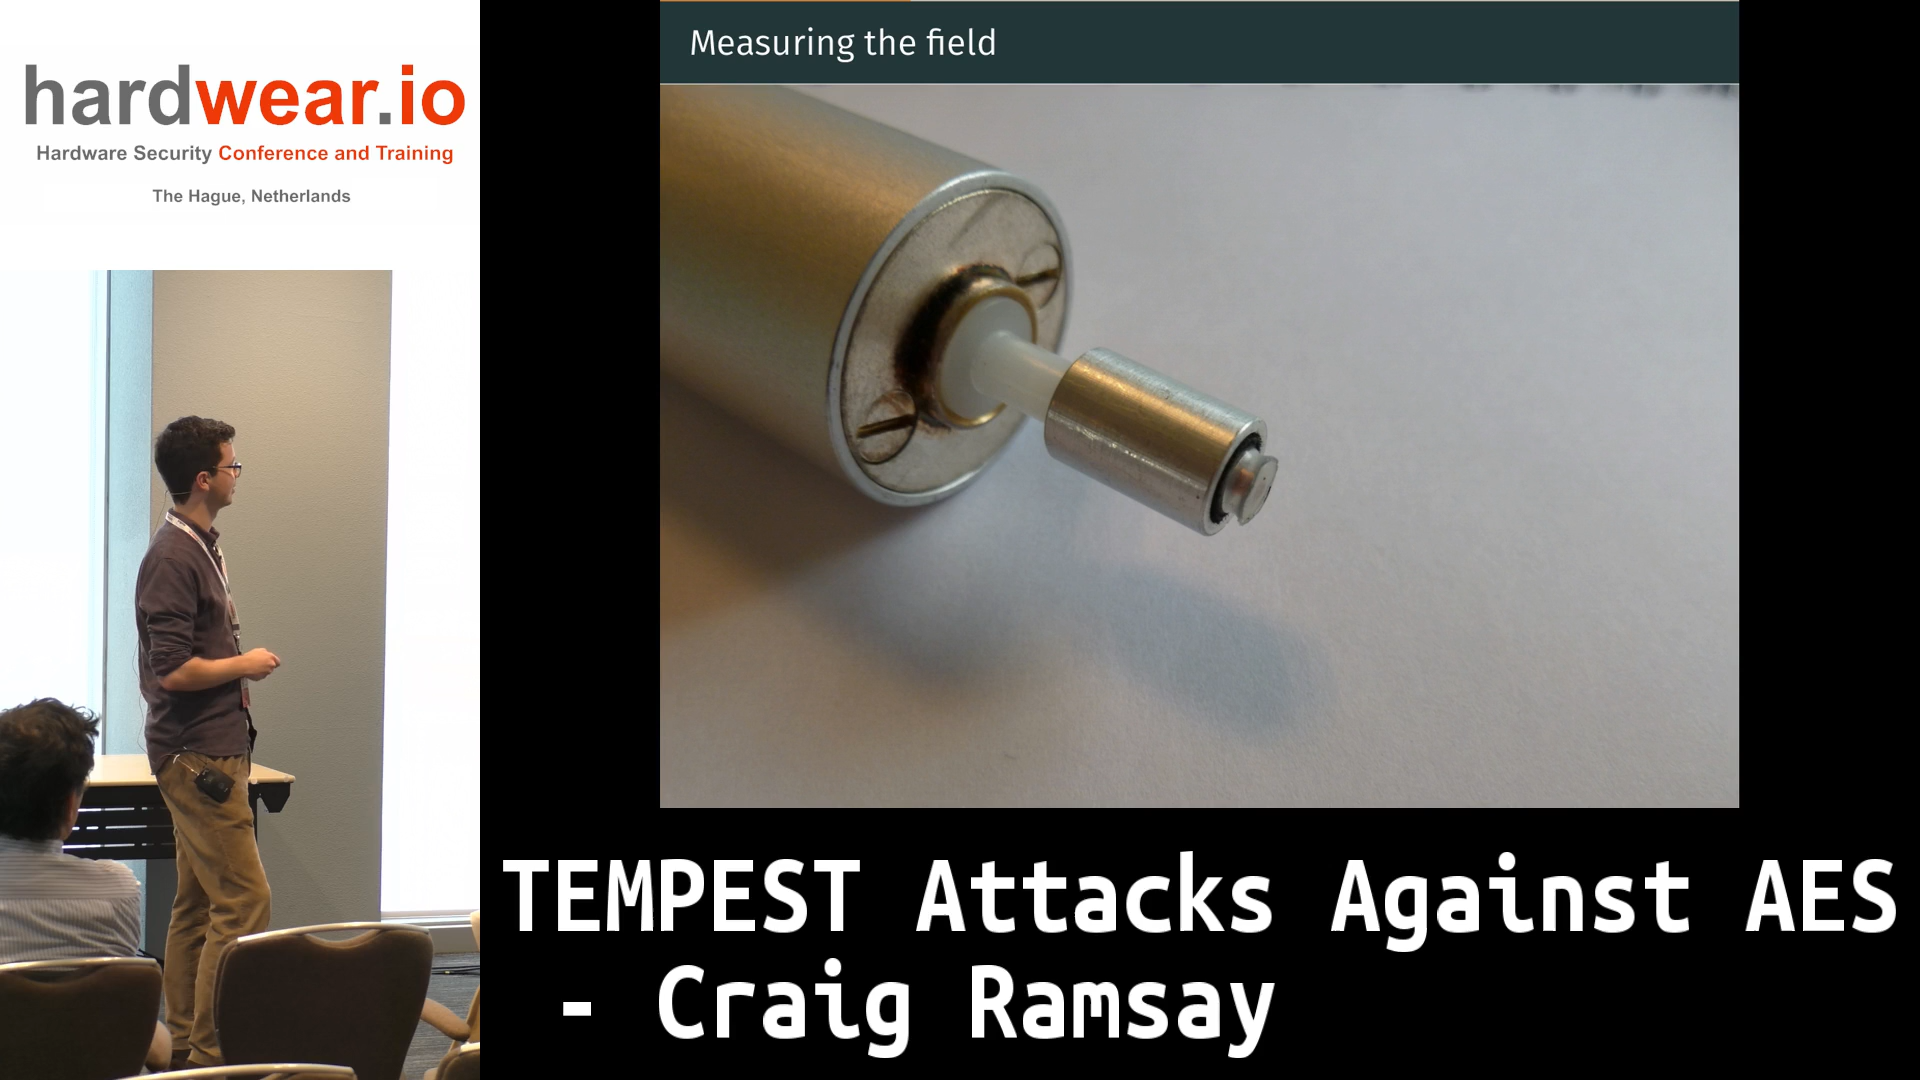 hardwear.io
Hardware Security Conference and Training
The Hague, Netherlands
Measuring the field
TEMPEST Attacks Against AES
- Craig Ramsay